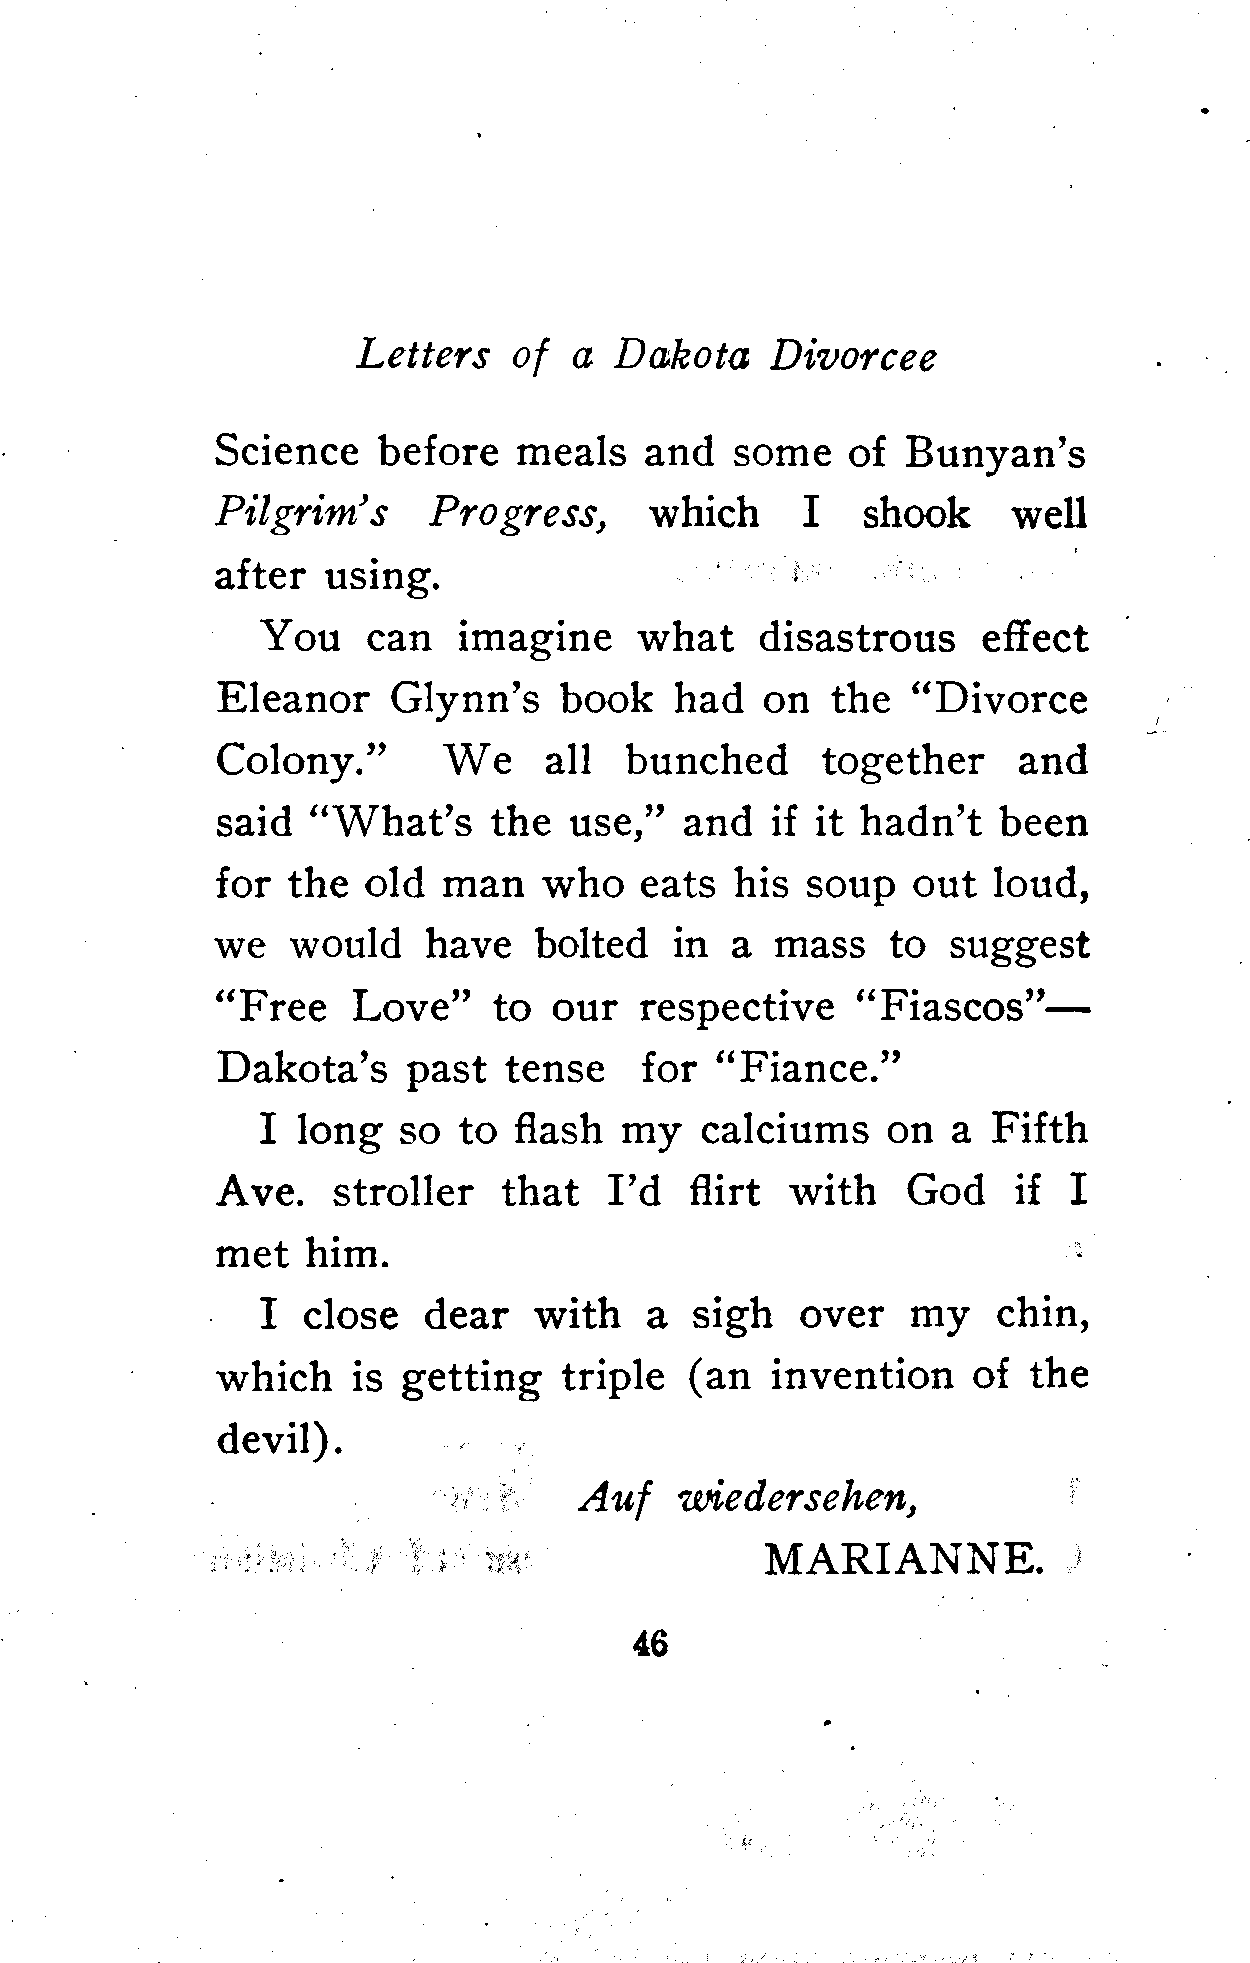 Letters of a Dakota Divorcee
Science before meals and some of Bunyan's
Pilgrim's Progress, which I shook well
after using.
You can imagine what disastrous effect
Eleanor Glynn's book had on the "Divorce
Colony." We all bunched together and
said "What's the use," and if it hadn't been
for the old man who eats his soup out loud,
we would have bolted in a mass to suggest
"Free Love" to our respective "Fiascos"—
Dakota's past tense for "Fiance."
I long so to flash my calciums on a Fifth
Ave. stroller that I'd flirt with God if I
met him.
I close dear with a sigh over my chin,
which is getting triple (an invention of the
devil).
Auf wiedersehen,
MARIANNE.
46